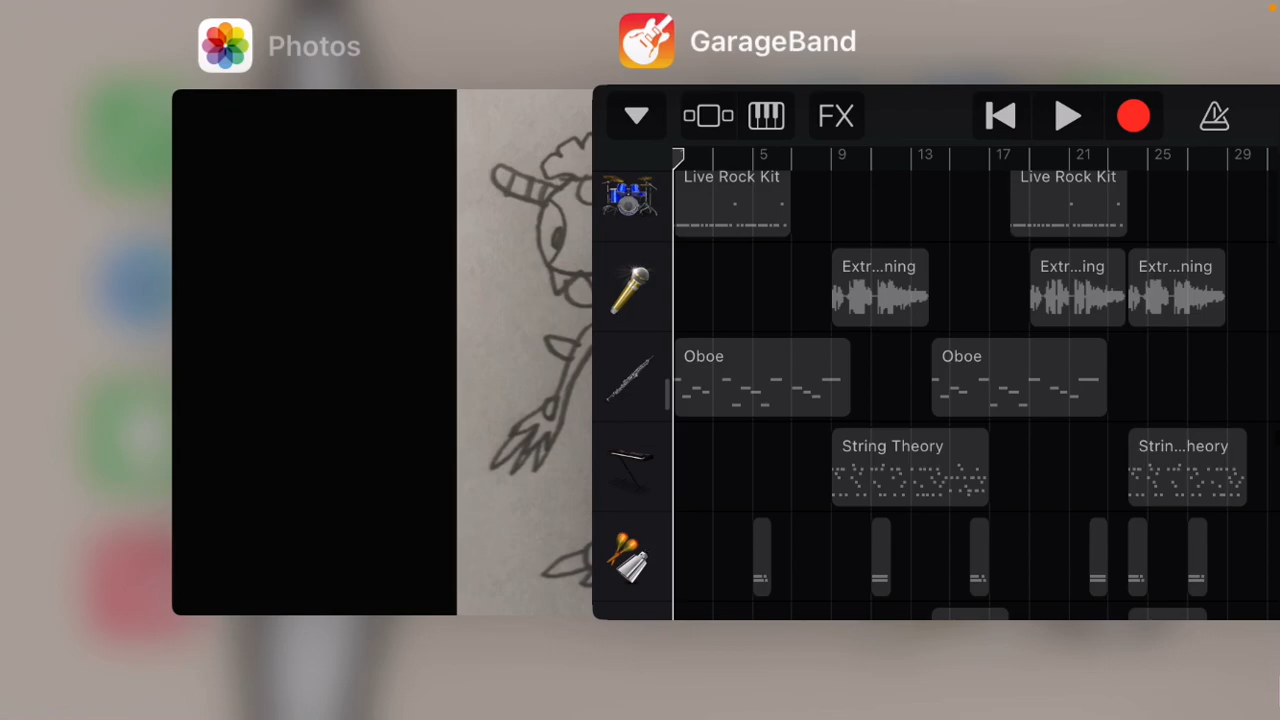 Photos
GarageBand
FX
5 9 13 17 21 25 29
Live Rock Kit Live Rock Kit
Extr...ning Extr...ing Extr...ning
Oboe Oboe
String Theory Strin...heory